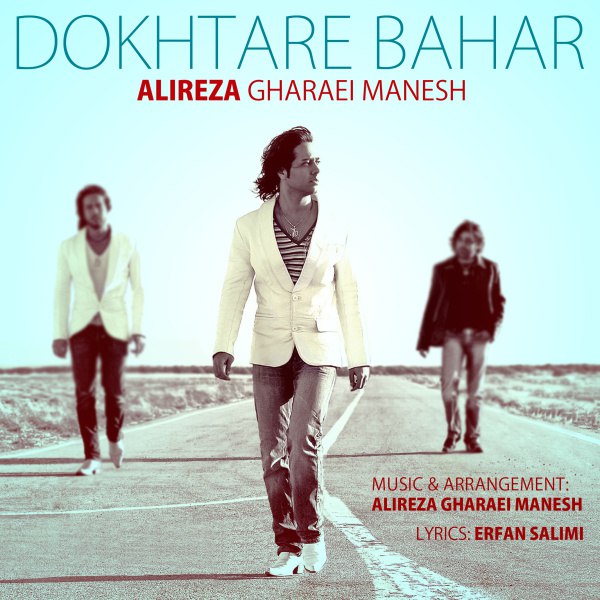 DOKHTARE BAHAR
ALIREZA GHARAEI MANESH
MUSIC & ARRANGEMENT:
ALIREZA GHARAEI MANESH
LYRICS: ERFAN SALIMI